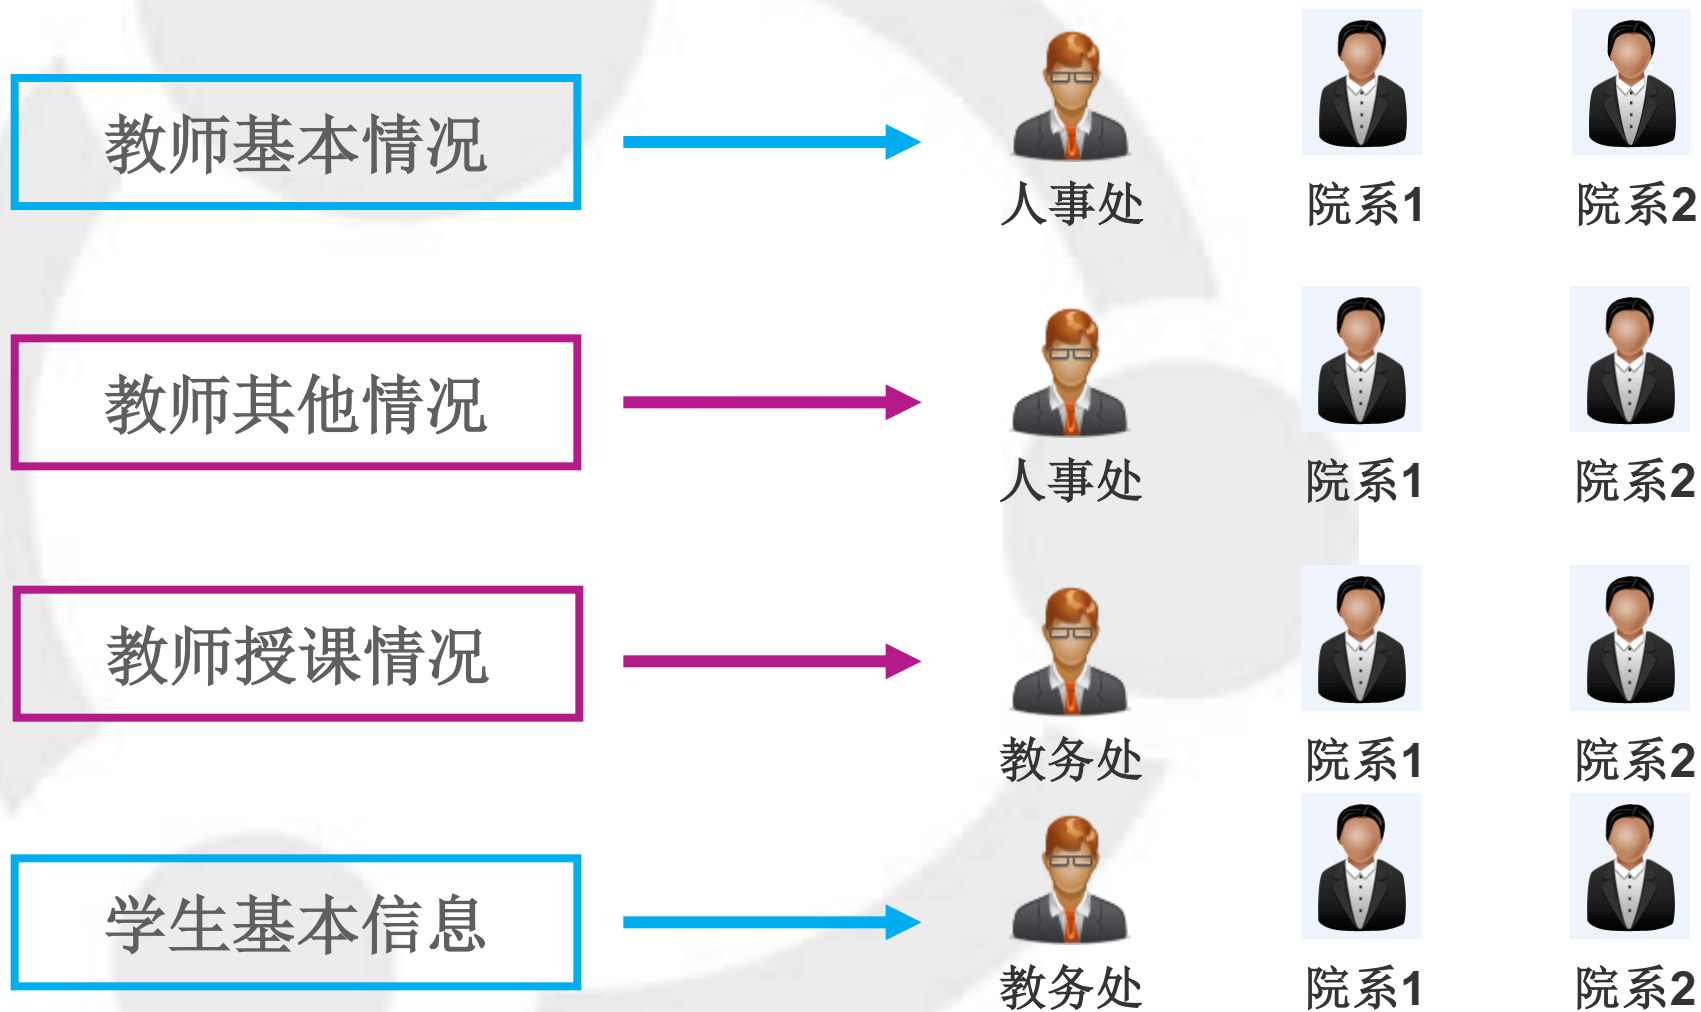 教师基本情况
人事处 院系1 院系2
教师其他情况
人事处 院系1 院系2
教师授课情况
教务处 院系1 院系2
学生基本信息
教务处 院系1 院系2